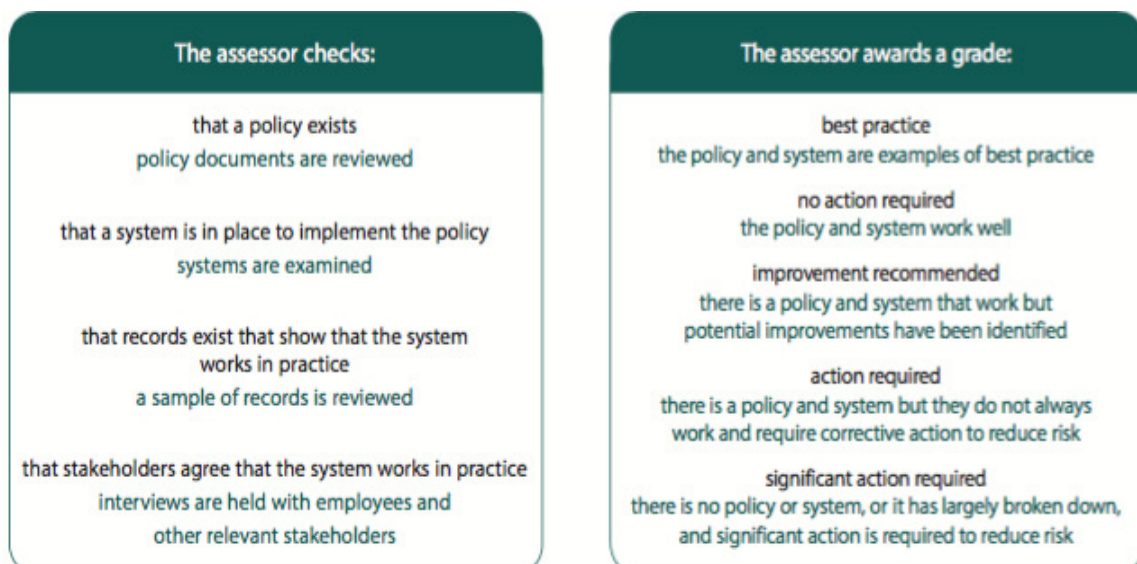 The assessor checks:
that a policy exists
policy documents are reviewed
that a system is in place to implement the policy
systems are examined
that records exist that show that the system
works in practice
a sample of records is reviewed
that stakeholders agree that the system works in practice
interviews are held with employees and
other relevant stakeholders
The assessor awards a grade:
best practice
the policy and system are examples of best practice
no action required
the policy and system work well
improvement recommended
there is a policy and system that work but
potential improvements have been identified
action required
there is a policy and system but they do not always
work and require corrective action to reduce risk
significant action required
there is no policy or system, or it has largely broken down,
and significant action is required to reduce risk